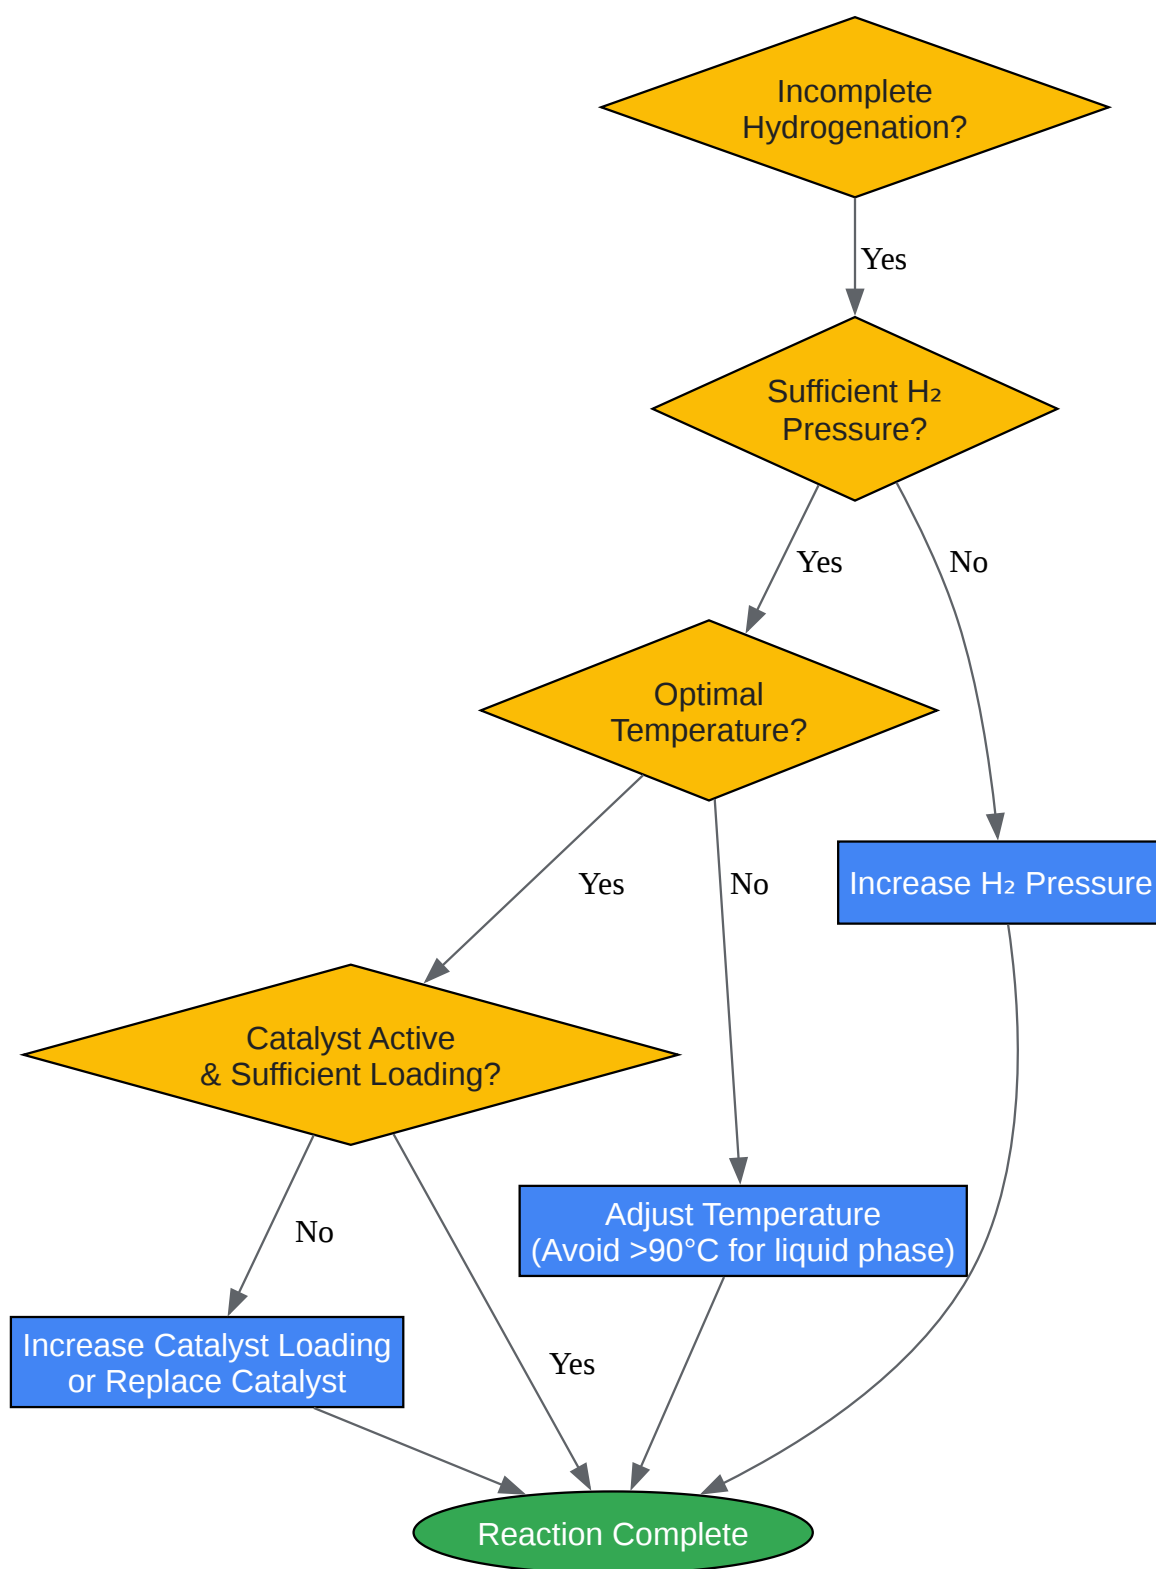 Incomplete
Hydrogenation?
Yes
Sufficient H₂
Pressure?
Yes
No
Optimal
Temperature?
Yes
No
Increase H₂ Pressure
Catalyst Active
& Sufficient Loading?
No
Adjust Temperature
(Avoid >90°C for liquid phase)
Increase Catalyst Loading
or Replace Catalyst
Yes
Reaction Complete